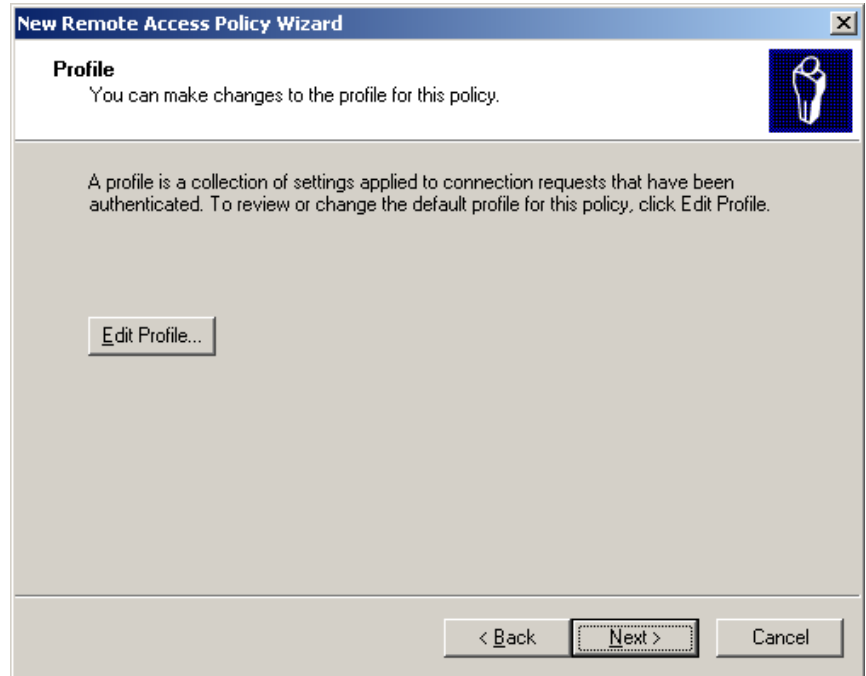 New Remote Access Policy Wizard
Profile
You can make changes to the profile for this policy.
A profile is a collection of settings applied to connection requests that have been
authenticated. To review or change the default profile for this policy, click Edit Profile.
Edit Profile...
< Back Next > Cancel